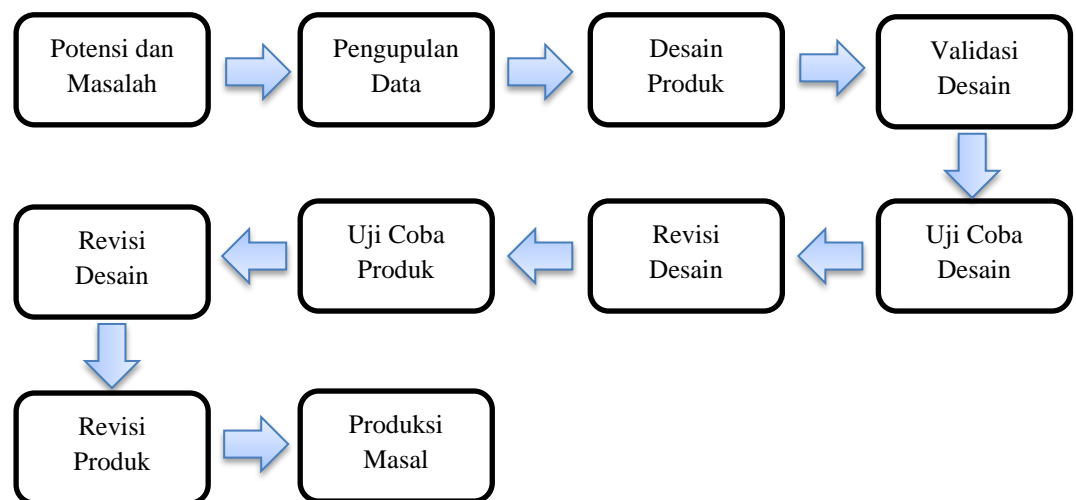 Potensi dan
Masalah
Pengupulan
Data
Desain
Produk
Validasi
Desain
Uji Coba
Desain
Revisi
Desain
Uji Coba
Produk
Revisi
Desain
Revisi
Produk
Produksi
Masal